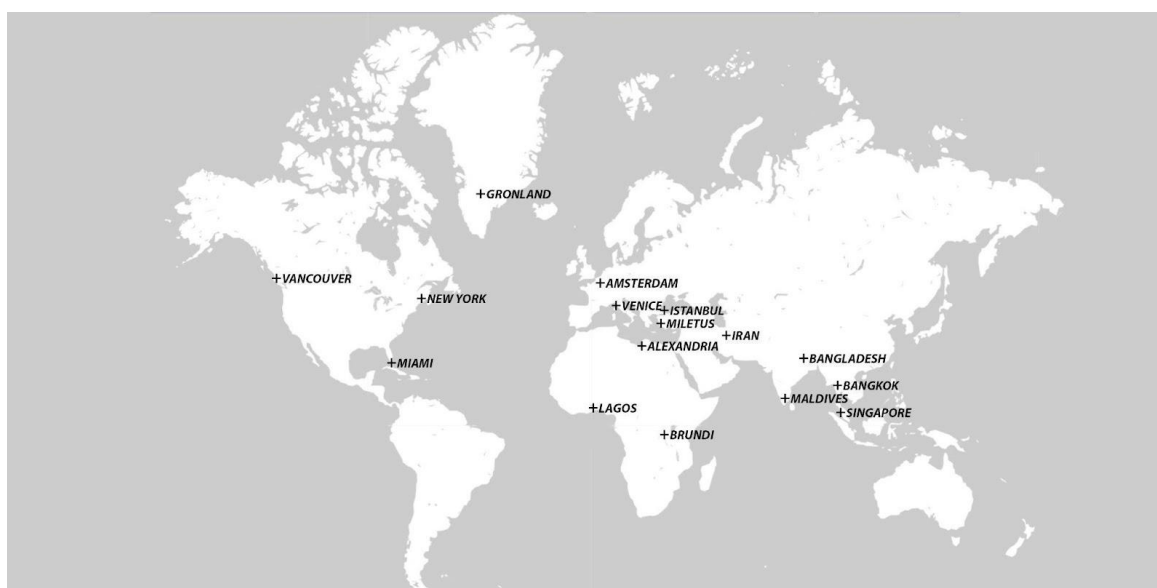 +GRONLAND
+VANCOUVER
+AMSTERDAM
+NEW YORK
+VENICE
+ISTANBUL
+MILETUS
+IRAN
+ALEXANDRIA
+BANGLADESH
+MIAMI
+BANGKOK
+MALDIVES
+LAGOS
+SINGAPORE
+BRUNDI